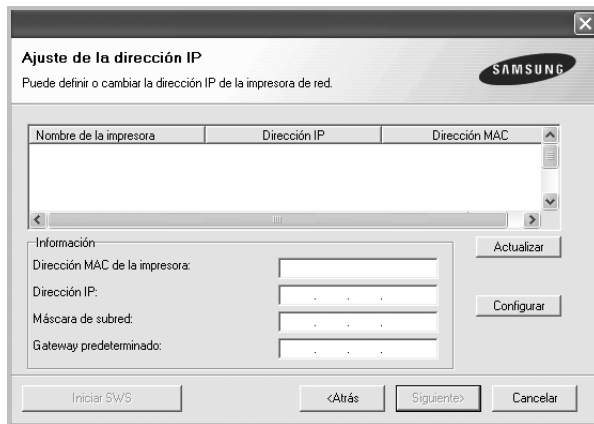 Ajuste de la dirección IP
Puede definir o cambiar la dirección IP de la impresora de red.
SAMSUNG
Nombre de la impresora Dirección IP Dirección MAC
Información
Actualizar
Dirección MAC de la impresora:
Dirección IP:
Configurar
Máscara de subred:
Gateway predeterminado:
Iniciar SWS <Atrás Siguiente> Cancelar